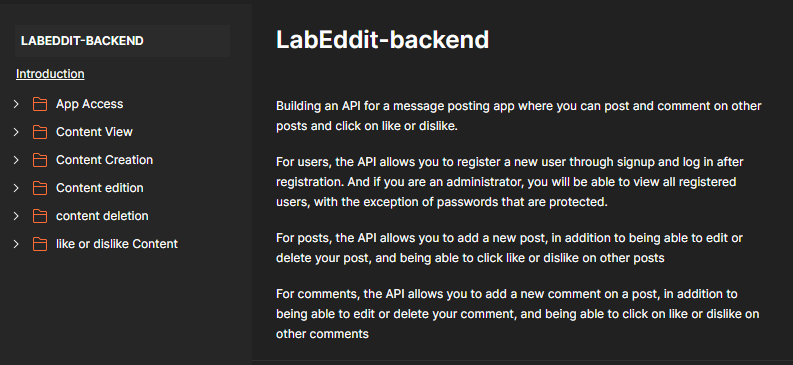 LABEDDIT-BACKEND
Introduction
App Access
Content View
Content Creation
Content edition
content deletion
like or dislike Content
LabEddit-backend
Building an API for a message posting app where you can post and comment on other
posts and click on like or dislike.
For users, the API allows you to register a new user through signup and log in after
registration. And if you are an administrator, you will be able to view all registered
users, with the exception of passwords that are protected.
For posts, the API allows you to add a new post, in addition to being able to edit or
delete your post, and being able to click like or dislike on other posts
For comments, the API allows you to add a new comment on a post, in addition to
being able to edit or delete your comment, and being able to click on like or dislike on
other comments